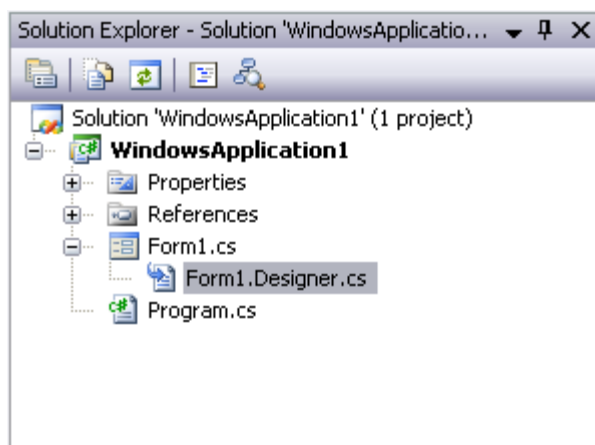 Solution Explorer - Solution 'WindowsApplicatio...
Solution 'WindowsApplication1' (1 project)
WindowsApplication1
Properties
References
Form1.cs
Form1.Designer.cs
Program.cs